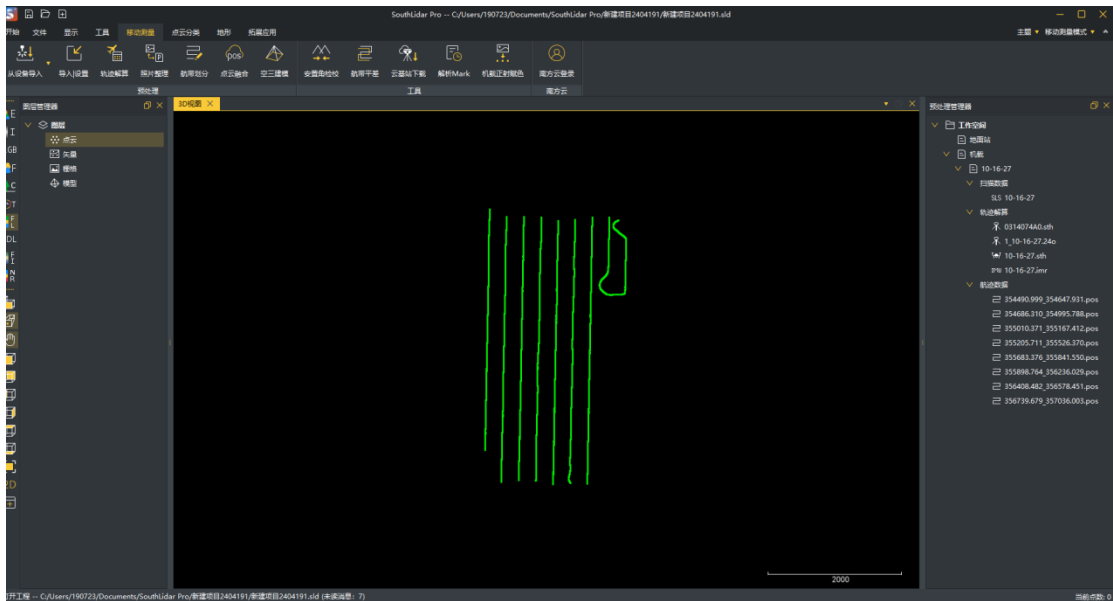 SouthLidar Pro -- C:/Users/190723/Documents/SouthLidar Pro/新建项目2404191/新建项目2404191.sld
开始 文件 显示 工具 移动测量 点云分类 地形 拓展应用
主题 移动测量模式
从设备导入 导入|设置 轨迹解算 照片整理 航带划分 点云融合 空三建模 安置角检校 航带平差 云基站下载 解析Mark 机载正射赋色 南方云登录
预处理 工具 南方云
图层管理器
3D视图
预处理管理器
图层
点云
矢量
栅格
模型
工作空间
地面站
机载
10-16-27
扫描数据
SLS 10-16-27
轨迹解算
0314074A0.sth
1_10-16-27.24o
10-16-27.sth
IMU 10-16-27.imr
航迹数据
354490.999_354647.931.pos
354686.310_354995.788.pos
355010.371_355167.412.pos
355205.711_355526.370.pos
355683.376_355841.550.pos
355898.764_356236.029.pos
356408.482_356578.451.pos
356739.679_357036.003.pos
2000
打开工程 -- C:/Users/190723/Documents/SouthLidar Pro/新建项目2404191/新建项目2404191.sld (未读消息: 7)
当前点数: 0